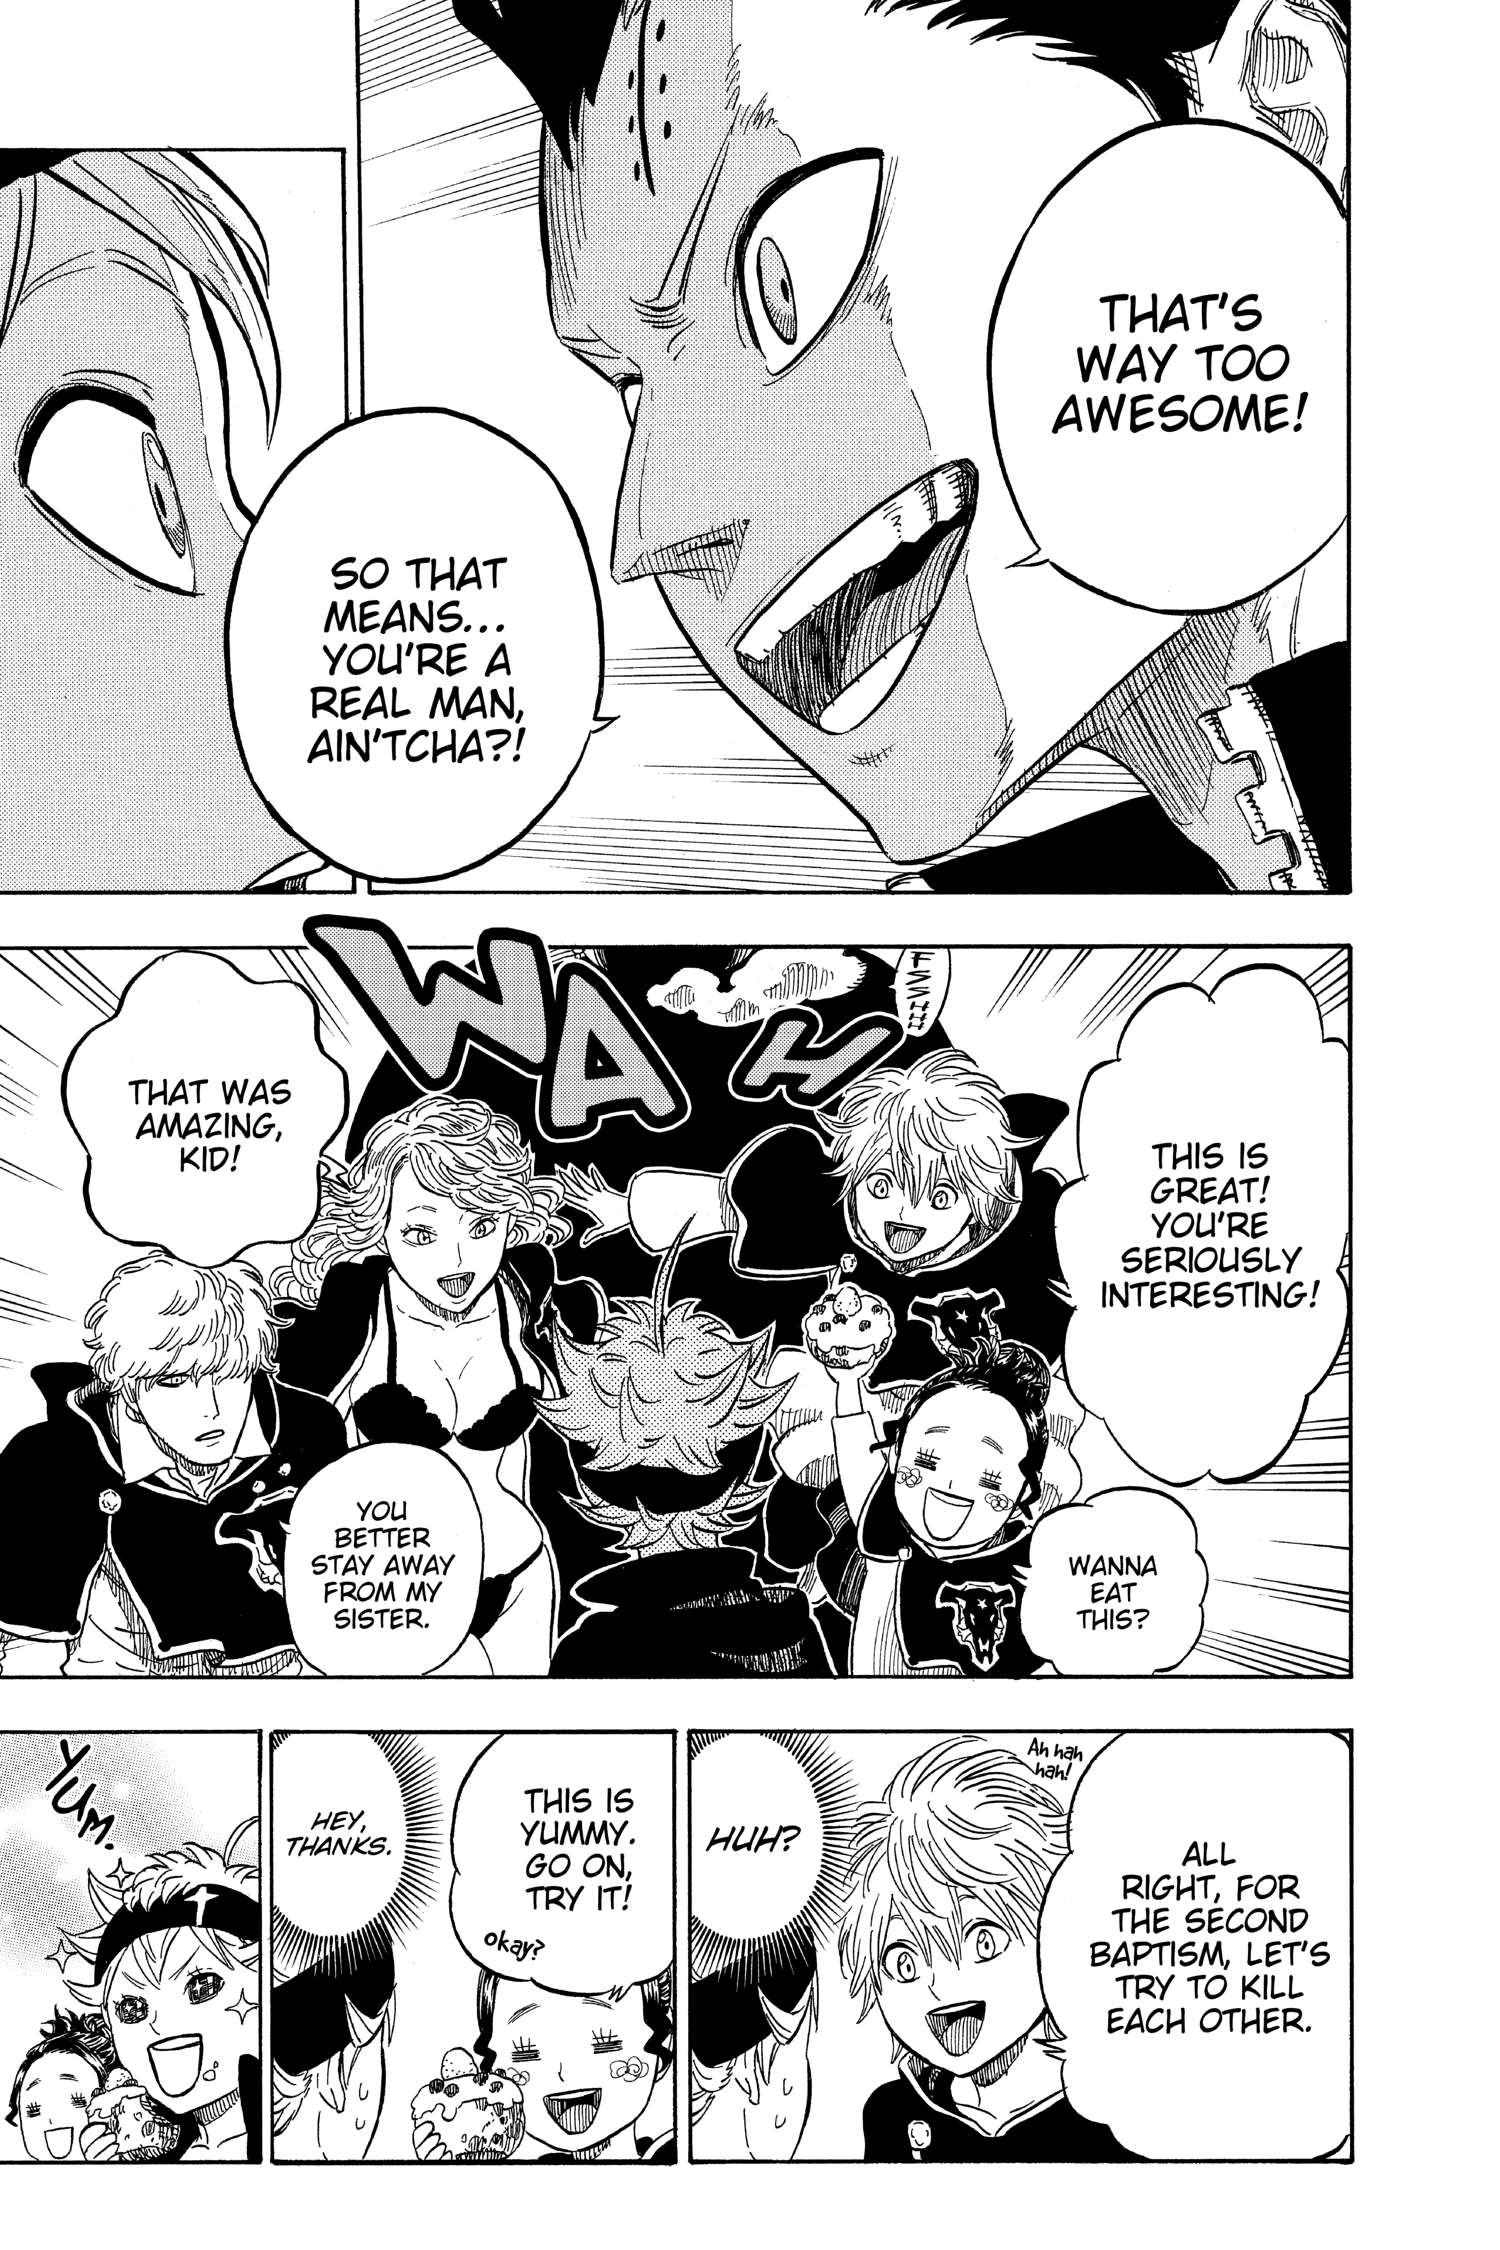 THAT'S
WAY TOO
AWESOME!
SO THAT
MEANS...
YOU'RE A
REAL MAN,
AIN'TCHA?!
FSSHHH
WAH
THIS IS
GREAT!
YOU'RE
SERIOUSLY
INTERESTING!
THAT WAS
AMAZING,
KID!
WANNA
EAT
THIS?
YOU
BETTER
STAY AWAY
FROM MY
SISTER.
Ah hah
hah!
ALL
RIGHT, FOR
THE SECOND
BAPTISM, LET'S
TRY TO KILL
EACH OTHER.
HUH?
THIS IS
YUMMY.
GO ON,
TRY IT!
okay?
HEY,
THANKS.
YUM.